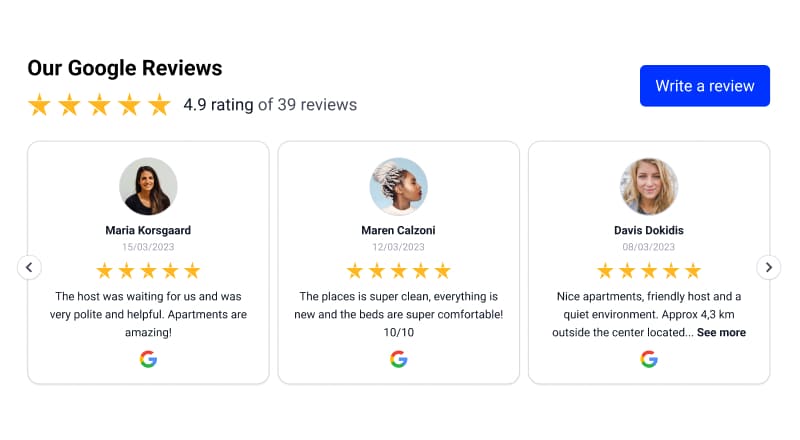 Our Google Reviews
4.9 rating of 39 reviews
Write a review
Maria Korsgaard
15/03/2023
The host was waiting for us and was
very polite and helpful. Apartments are
amazing!
Maren Calzoni
12/03/2023
The places is super clean, everything is
new and the beds are super comfortable!
10/10
Davis Dokidis
08/03/2023
Nice apartments, friendly host and a
quiet environment. Approx 4,3 km
outside the center located... See more